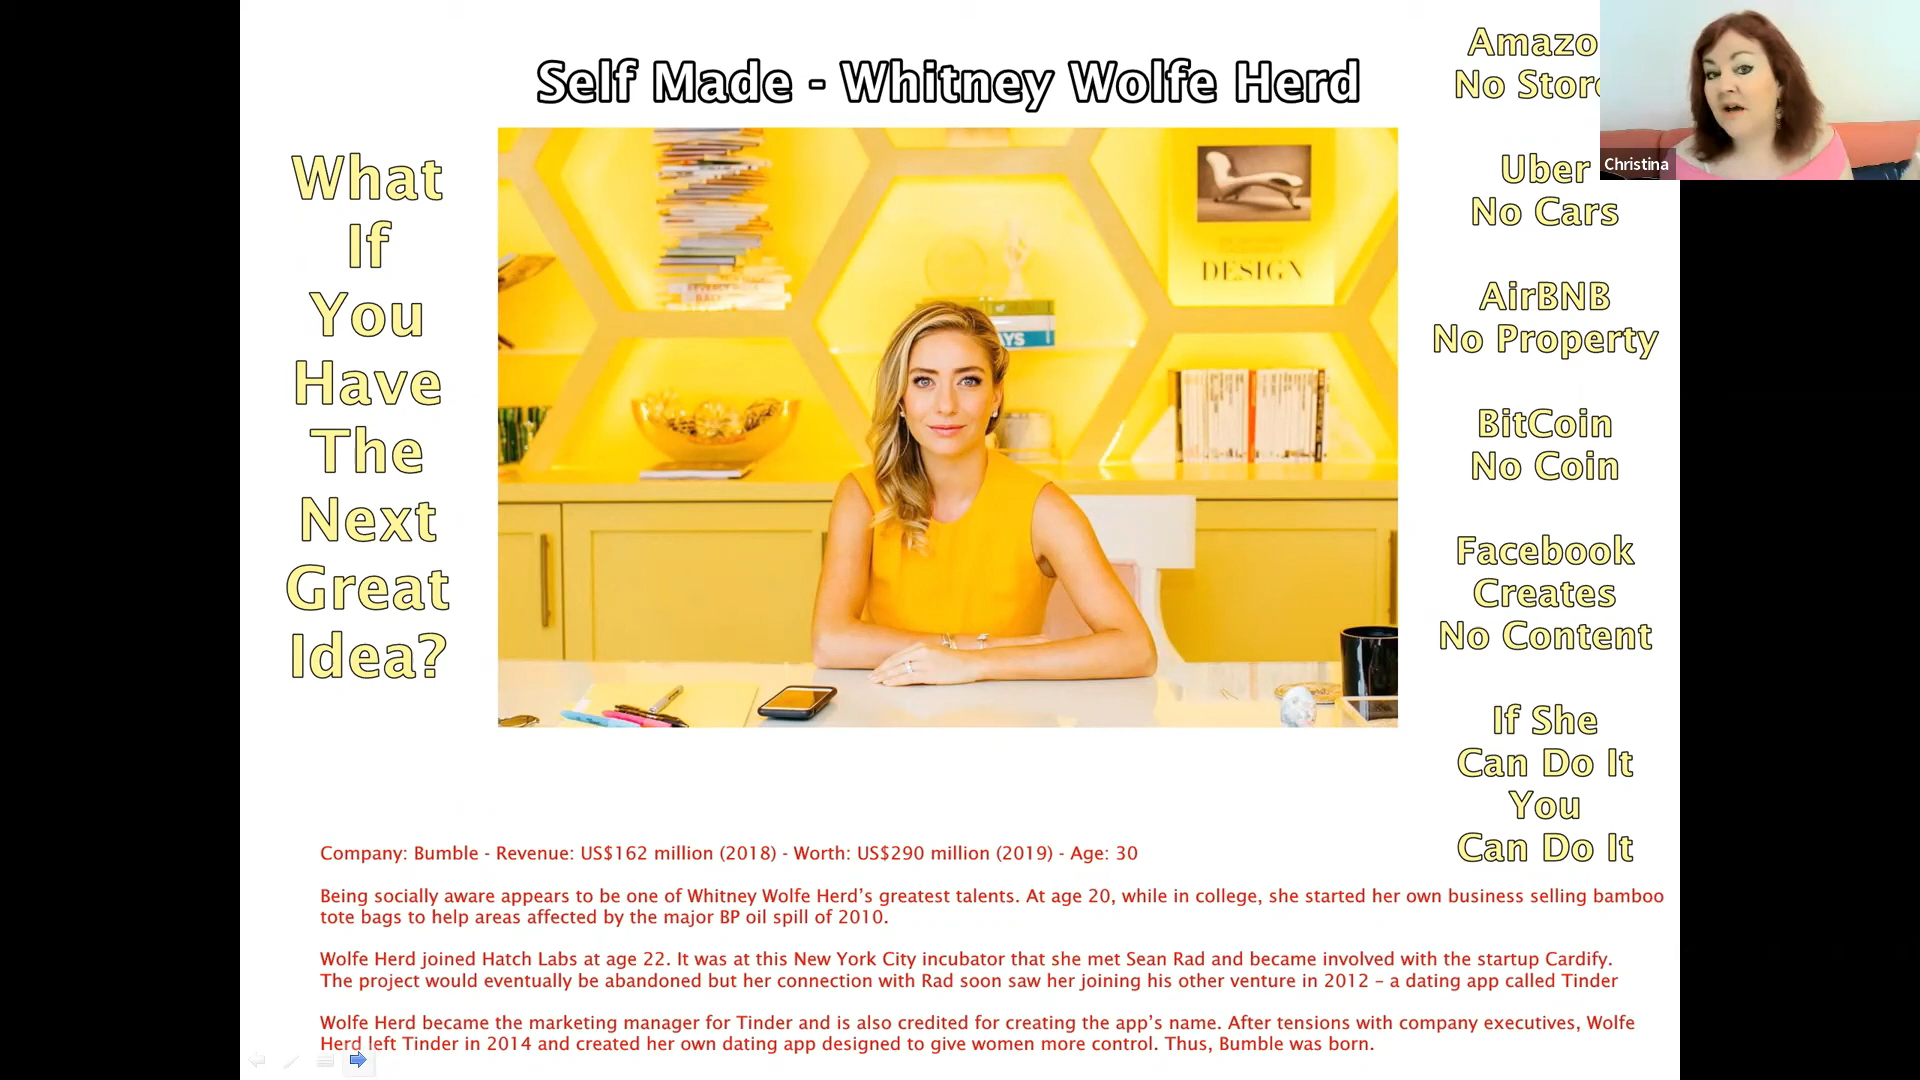 Self Made - Whitney Wolfe Herd
What
If
You
Have
The
Next
Great
Idea?
DESIGN
Amazo
No Store
Uber
No Cars
AirBNB
No Property
BitCoin
No Coin
Facebook
Creates
No Content
If She
Can Do It
You
Can Do It
Christina
Company: Bumble - Revenue: US$162 million (2018) - Worth: US$290 million (2019) - Age: 30
Being socially aware appears to be one of Whitney Wolfe Herd’s greatest talents. At age 20, while in college, she started her own business selling bamboo
tote bags to help areas affected by the major BP oil spill of 2010.
Wolfe Herd joined Hatch Labs at age 22. It was at this New York City incubator that she met Sean Rad and became involved with the startup Cardify.
The project would eventually be abandoned but her connection with Rad soon saw her joining his other venture in 2012 – a dating app called Tinder
Wolfe Herd became the marketing manager for Tinder and is also credited for creating the app’s name. After tensions with company executives, Wolfe
Herd left Tinder in 2014 and created her own dating app designed to give women more control. Thus, Bumble was born.